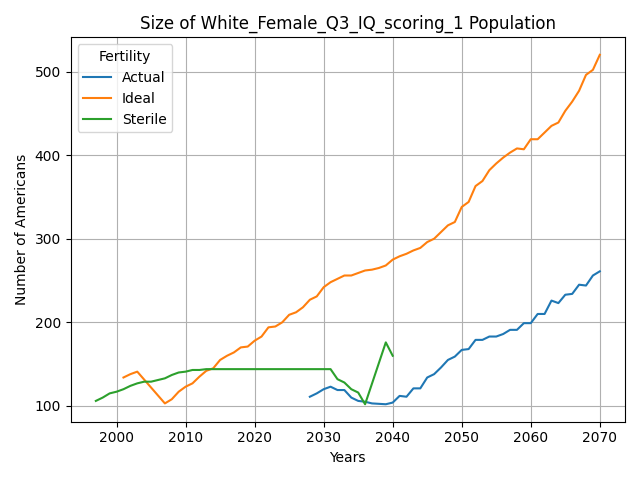 Size of White_Female_Q3_IQ_scoring_1 Population
Fertility
Actual
Ideal
Sterile
Number of Americans
500
400
300
200
100
2000 2010 2020 2030 2040 2050 2060 2070
Years